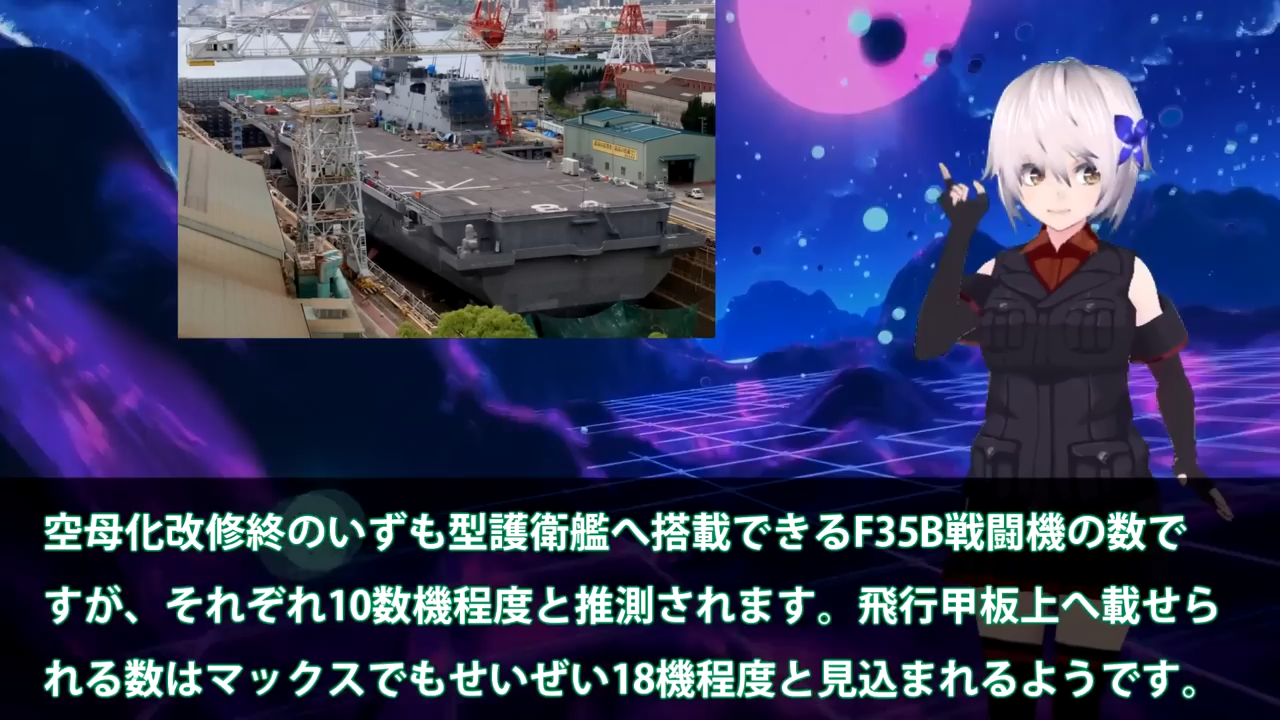 空母化改修終のいずも型護衛艦へ搭載できるF35B戦闘機の数で
すが、それぞれ10数機程度と推測されます。飛行甲板上へ載せら
れる数はマックスでもせいぜい18機程度と見込まれるようです。